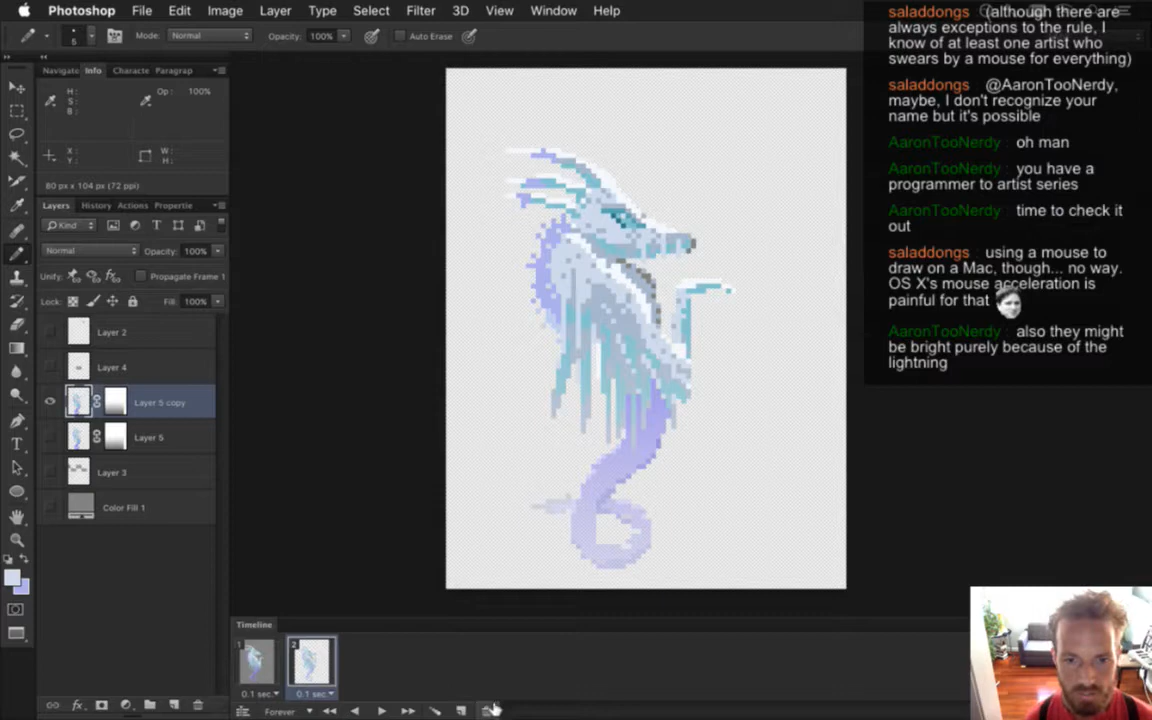 Photoshop File Edit Image Layer Type Select Filter 3D View Window Help
5 Mode: Normal Opacity: 100% Auto Erase
Navigate Info Characte Paragrap
H: Op: 100%
S:
B:
X: W:
Y: H:
80 px x 104 px (72 ppi)
Layers History Actions Propertie
Kind
Normal Opacity: 100%
Unify: Propagate Frame 1
Lock: Fill: 100%
Layer 2
Layer 4
Layer 5 copy
Layer 5
Layer 3
Color Fill 1
T
fx
Timeline
1 2
0.1 sec. 0.1 sec.
Forever
saladdongs (although there are
always exceptions to the rule, I
know of at least one artist who
swears by a mouse for everything)
saladdongs @AaronTooNerdy,
maybe, I don't recognize your
name but it's possible
AaronTooNerdy : oh man
AaronTooNerdy : you have a
programmer to artist series
AaronTooNerdy : time to check it
out
saladdongs : using a mouse to
draw on a Mac, though... no way.
OS X's mouse acceleration is
painful for that
AaronTooNerdy : also they might
be bright purely because of the
lightning